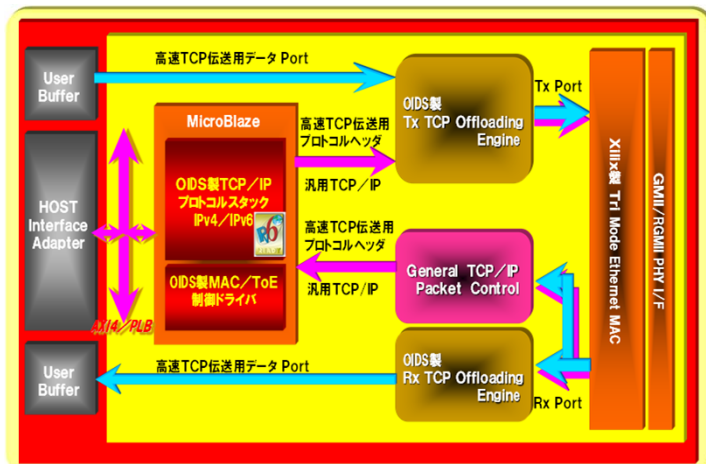 User
Buffer
高速TCP伝送用データ Port
OIDS製
Tx TCP Offloading
Engine
Tx Port
MicroBlaze
高速TCP伝送用
プロトコルヘッダ
汎用TCP/IP
OIDS製TCP/IP
プロトコルスタック
IPv4/IPv6
HOST
Interface
Adapter
高速TCP伝送用
プロトコルヘッダ
汎用TCP/IP
General TCP/IP
Packet Control
OIDS製MAC/ToE
制御ドライバ
AXI4/PLB
Xilix製 Tri Mode Ethernet MAC
GMII/RGMII PHY I/F
User
Buffer
高速TCP伝送用データ Port
OIDS製
Rx TCP Offloading
Engine
Rx Port